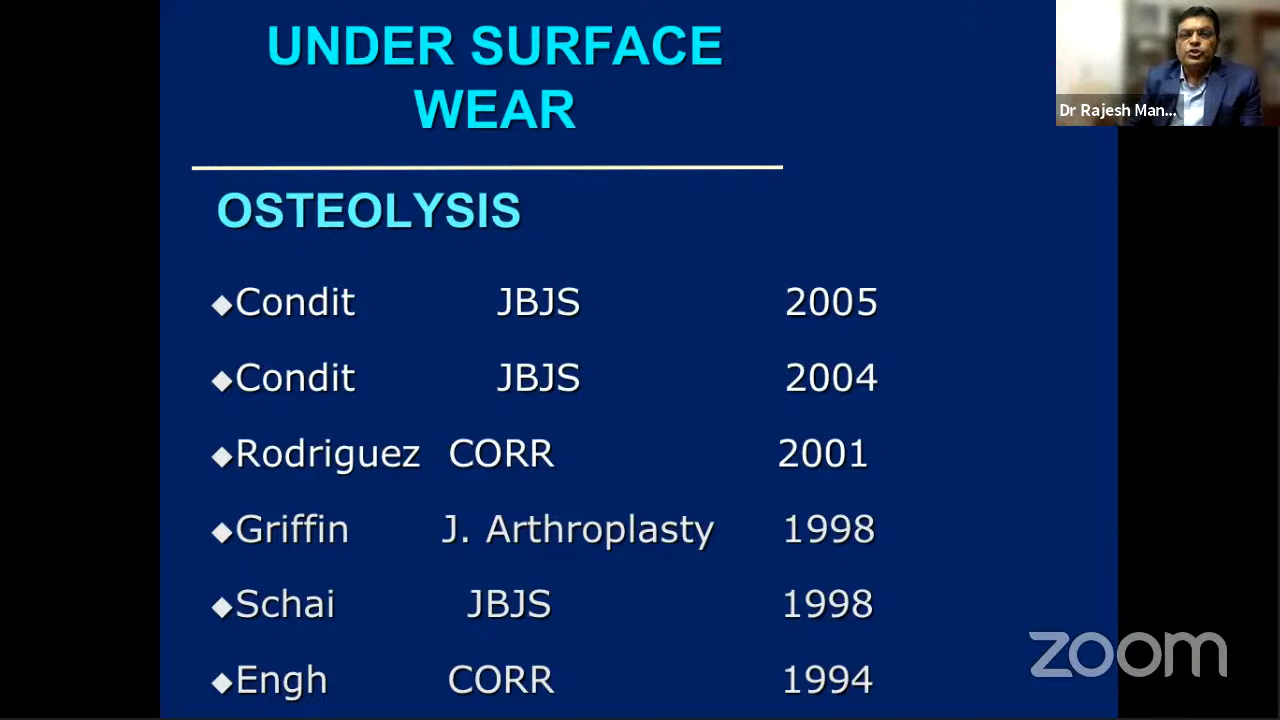 UNDER SURFACE
WEAR
OSTEOLYSIS
◆Condit JBJS 2005
◆Condit JBJS 2004
◆Rodriguez CORR 2001
◆Griffin J. Arthroplasty 1998
◆Schai JBJS 1998
◆Engh CORR 1994
Dr Rajesh Man...
zoom